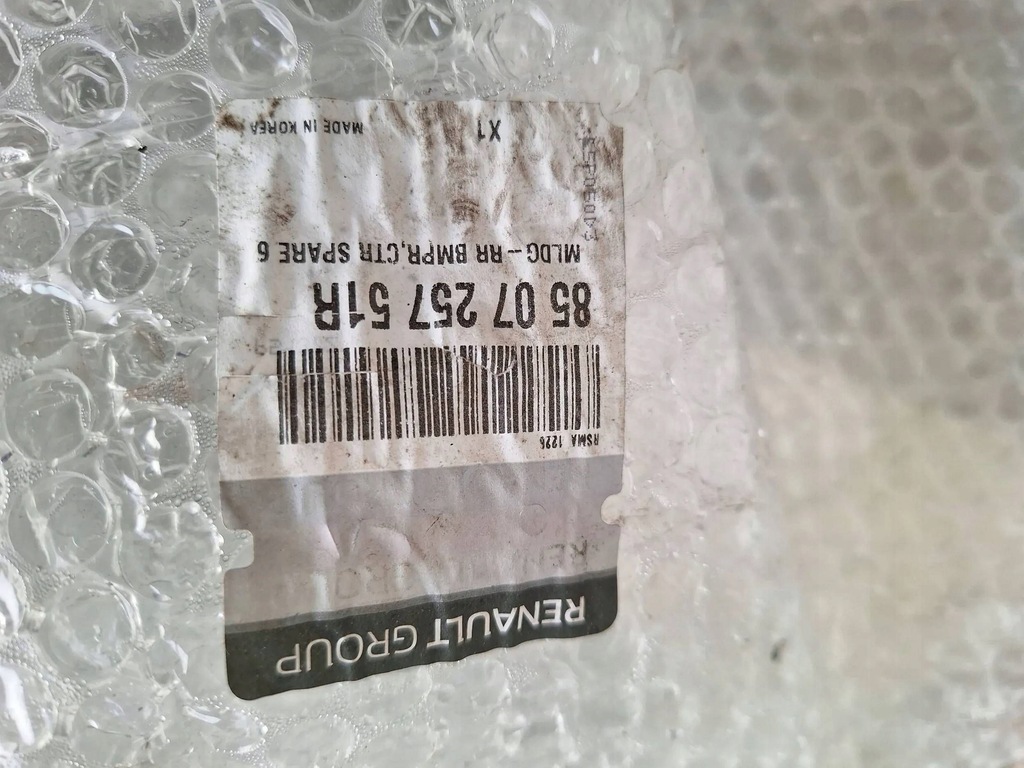 RENAULT GROUP
RSMA 1226
85 07 257 51R
MLDG - RR BMPR,CTR SPARE 6
X1
MADE IN KOREA